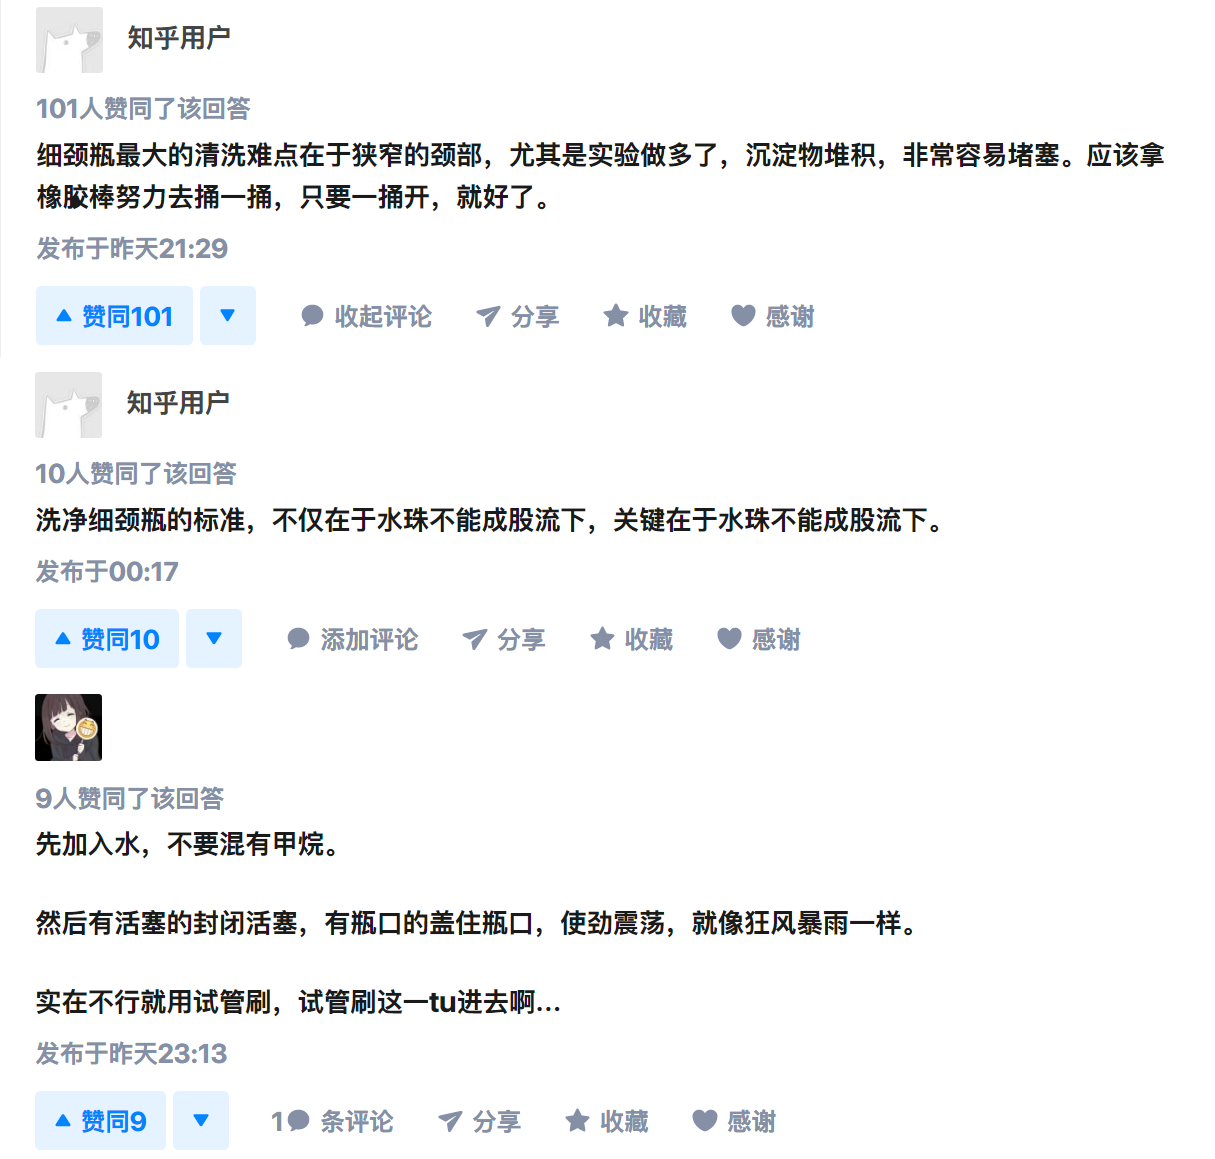 知乎用户
101人赞同了该回答
细颈瓶最大的清洗难点在于狭窄的颈部，尤其是实验做多了，沉淀物堆积，非常容易堵塞。应该拿
橡胶棒努力去捅一捅，只要一捅开，就好了。
发布于昨天21:29
赞同101 收起评论 分享 收藏 感谢
知乎用户
10人赞同了该回答
洗净细颈瓶的标准，不仅在于水珠不能成股流下，关键在于水珠不能成股流下。
发布于00:17
赞同10 添加评论 分享 收藏 感谢
9人赞同了该回答
先加入水，不要混有甲烷。
然后有活塞的封闭活塞，有瓶口的盖住瓶口，使劲震荡，就像狂风暴雨一样。
实在不行就用试管刷，试管刷这一tu进去啊...
发布于昨天23:13
赞同9 1条评论 分享 收藏 感谢